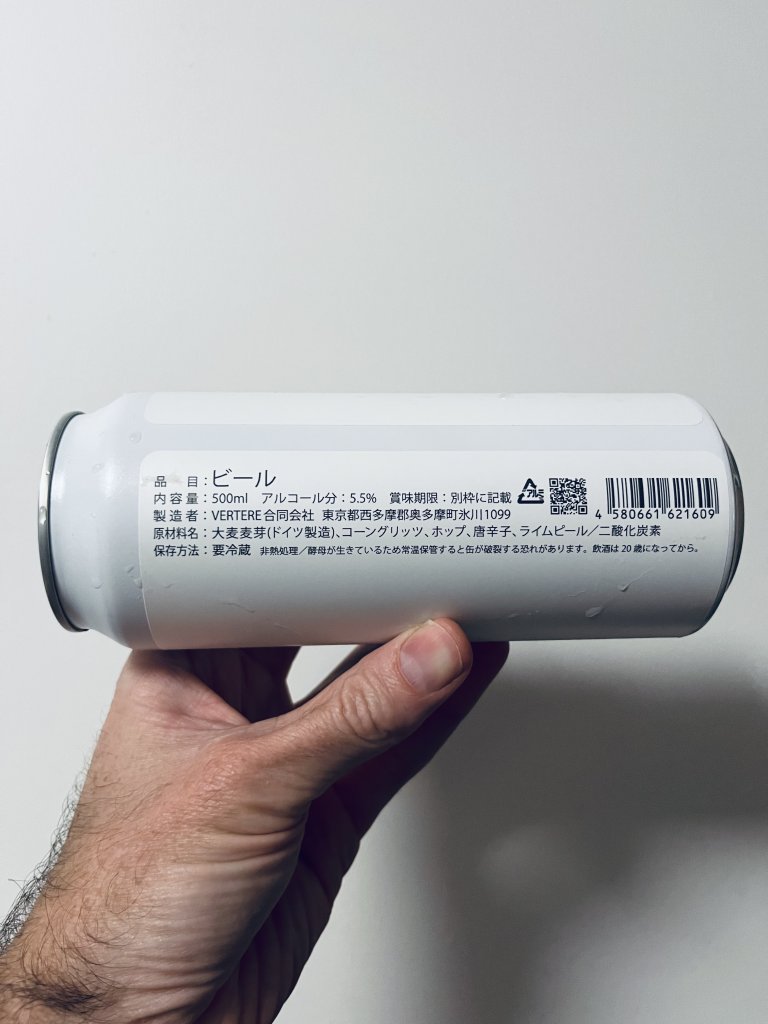 品　目：ビール
内容量：500ml　アルコール分：5.5%　賞味期限：別枠に記載
製造者：VERTERE合同会社　東京都西多摩郡奥多摩町氷川1099
原材料名：大麦麦芽(ドイツ製造)、コーングリッツ、ホップ、唐辛子、ライムピール／二酸化炭素
保存方法：要冷蔵　非熱処理／酵母が生きているため常温保管すると缶が破裂する恐れがあります。飲酒は20歳になってから。
アルミ
4 580661 621609